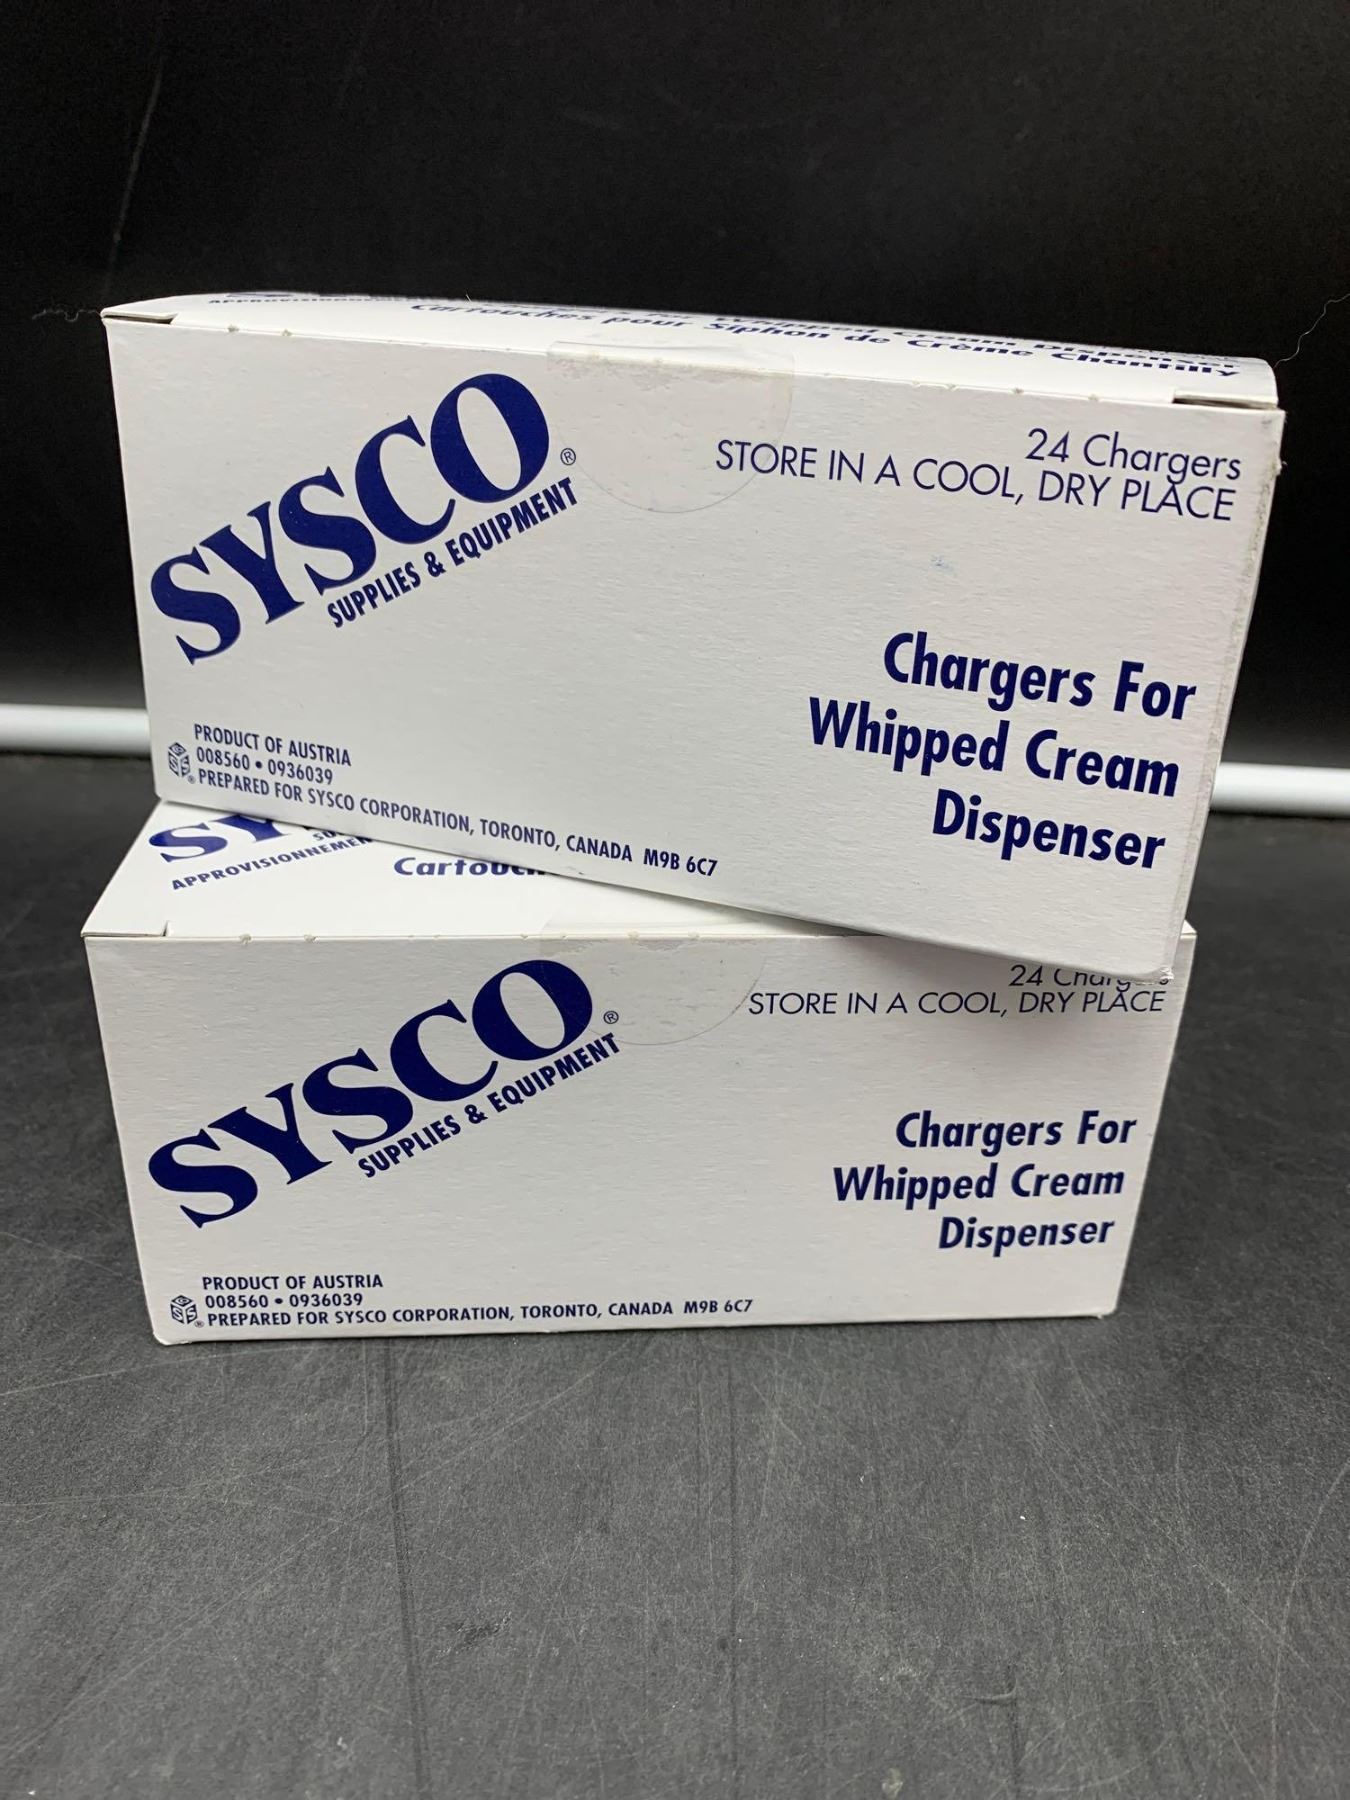 Cartouches pour Siphon de Crème Chantilly
SYSCO®
SUPPLIES & EQUIPMENT
24 Chargers
STORE IN A COOL, DRY PLACE
Chargers For
Whipped Cream
Dispenser
PRODUCT OF AUSTRIA
008560 • 0936039
PREPARED FOR SYSCO CORPORATION, TORONTO, CANADA M9B 6C7
SYSCO®
SUPPLIES & EQUIPMENT
24
STORE IN A COOL, DRY PLACE
Chargers For
Whipped Cream
Dispenser
PRODUCT OF AUSTRIA
008560 • 0936039
PREPARED FOR SYSCO CORPORATION, TORONTO, CANADA M9B 6C7